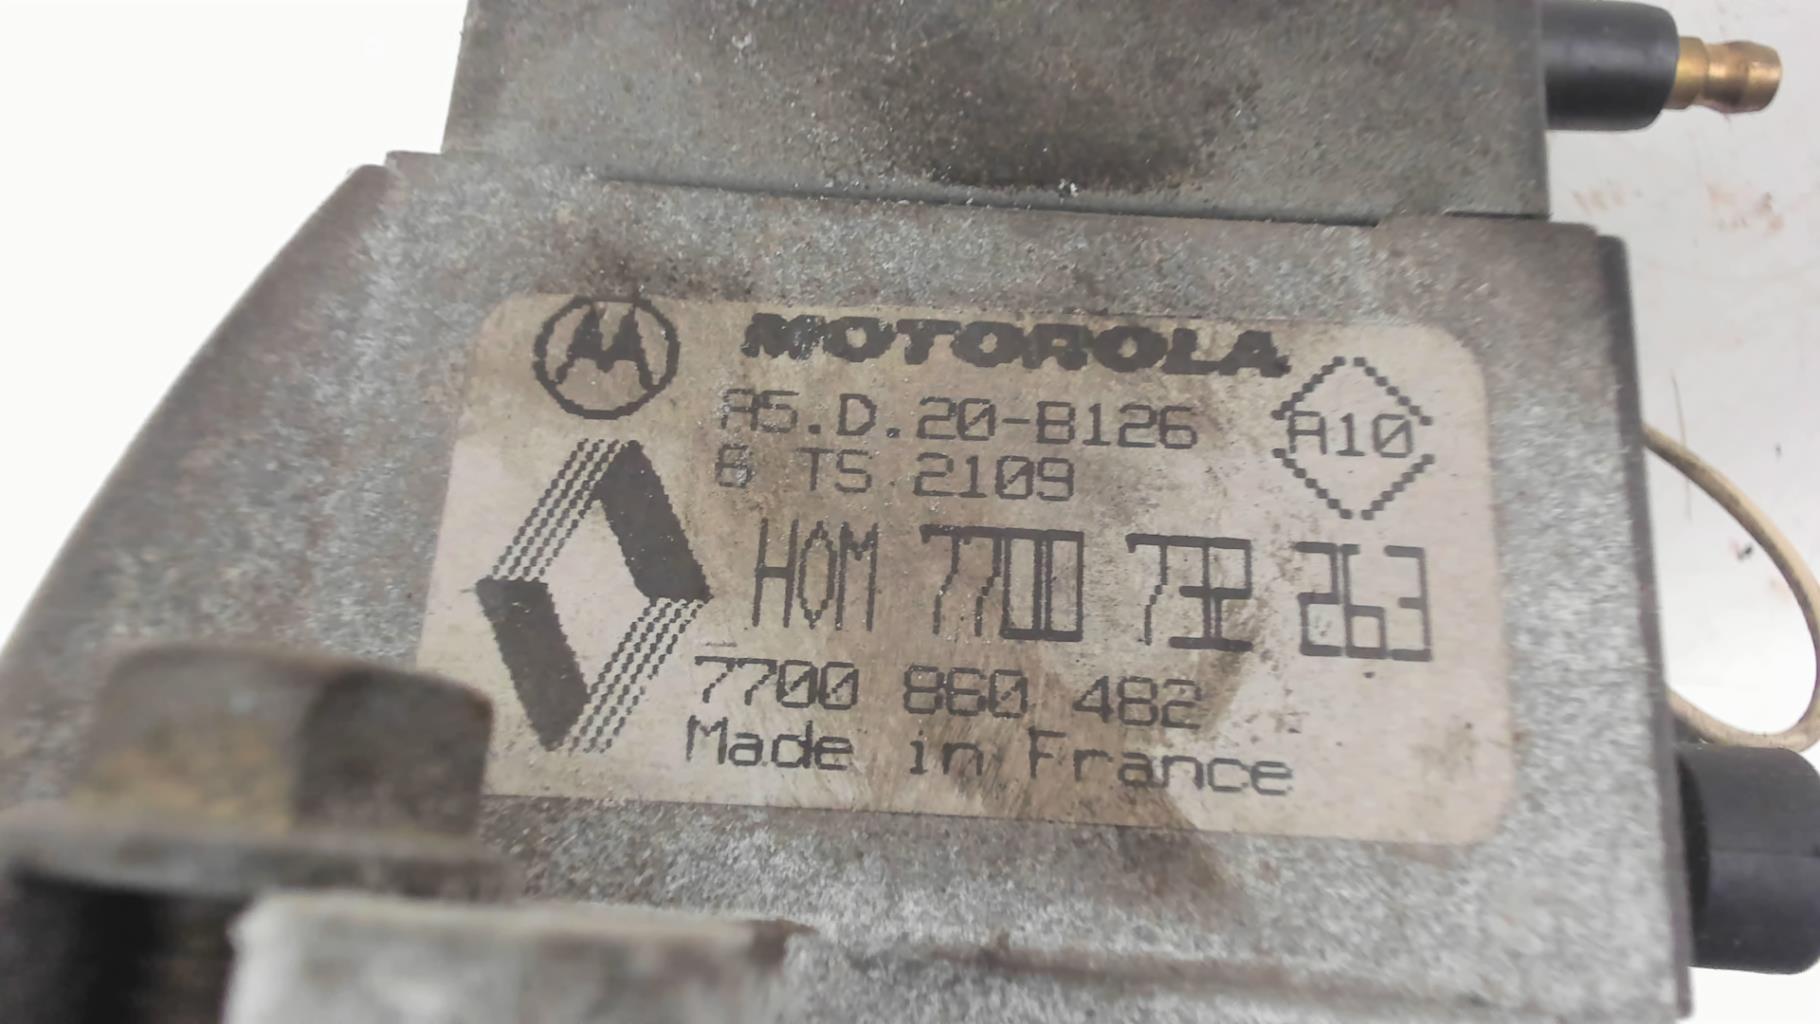 MOTOROLA
A5.D.20-B126
A10
6 TS 2109
HOM 7700 732 263
7700 860 482
Made in France